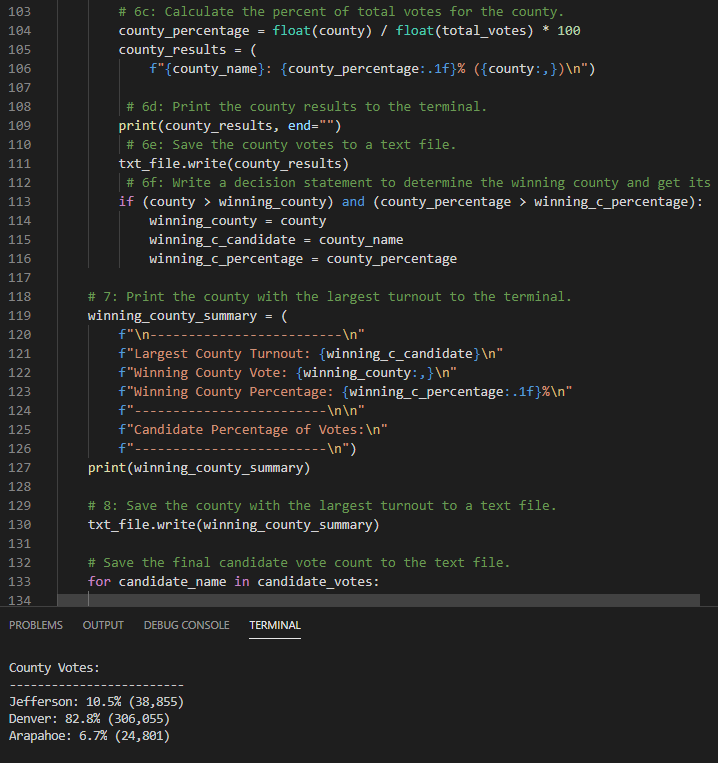 103 # 6c: Calculate the percent of total votes for the county.
104 county_percentage = float(county) / float(total_votes) * 100
105 county_results = (
106 f"{county_name}: {county_percentage:.1f}% ({county:,})\n")
107
108 # 6d: Print the county results to the terminal.
109 print(county_results, end="")
110 # 6e: Save the county votes to a text file.
111 txt_file.write(county_results)
112 # 6f: Write a decision statement to determine the winning county and get its
113 if (county > winning_county) and (county_percentage > winning_c_percentage):
114 winning_county = county
115 winning_c_candidate = county_name
116 winning_c_percentage = county_percentage
117
118 # 7: Print the county with the largest turnout to the terminal.
119 winning_county_summary = (
120 f"\n-------------------------\n"
121 f"Largest County Turnout: {winning_c_candidate}\n"
122 f"Winning County Vote: {winning_county:,}\n"
123 f"Winning County Percentage: {winning_c_percentage:.1f}%\n"
124 f"-------------------------\n\n"
125 f"Candidate Percentage of Votes:\n"
126 f"-------------------------\n")
127 print(winning_county_summary)
128
129 # 8: Save the county with the largest turnout to a text file.
130 txt_file.write(winning_county_summary)
131
132 # Save the final candidate vote count to the text file.
133 for candidate_name in candidate_votes:
134
PROBLEMS OUTPUT DEBUG CONSOLE TERMINAL
County Votes:
-------------------------
Jefferson: 10.5% (38,855)
Denver: 82.8% (306,055)
Arapahoe: 6.7% (24,801)